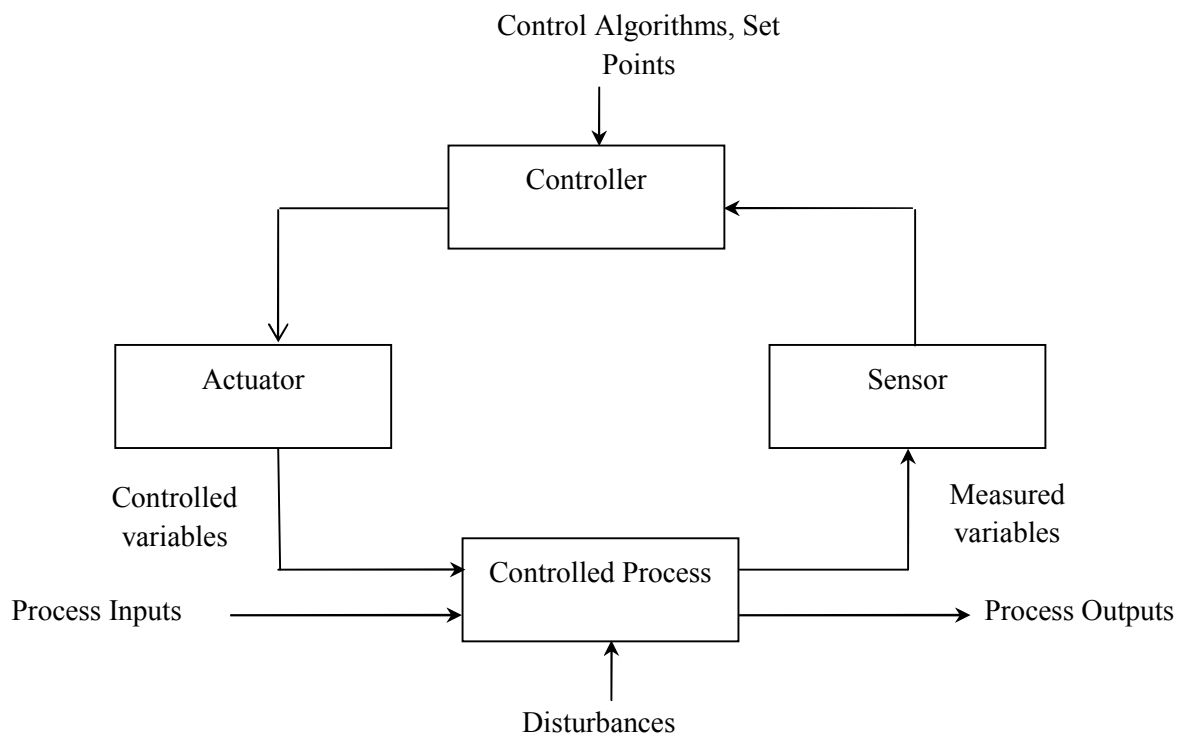 Control Algorithms, Set
Points
Controller
Actuator
Sensor
Controlled
variables
Measured
variables
Controlled Process
Process Inputs
Process Outputs
Disturbances